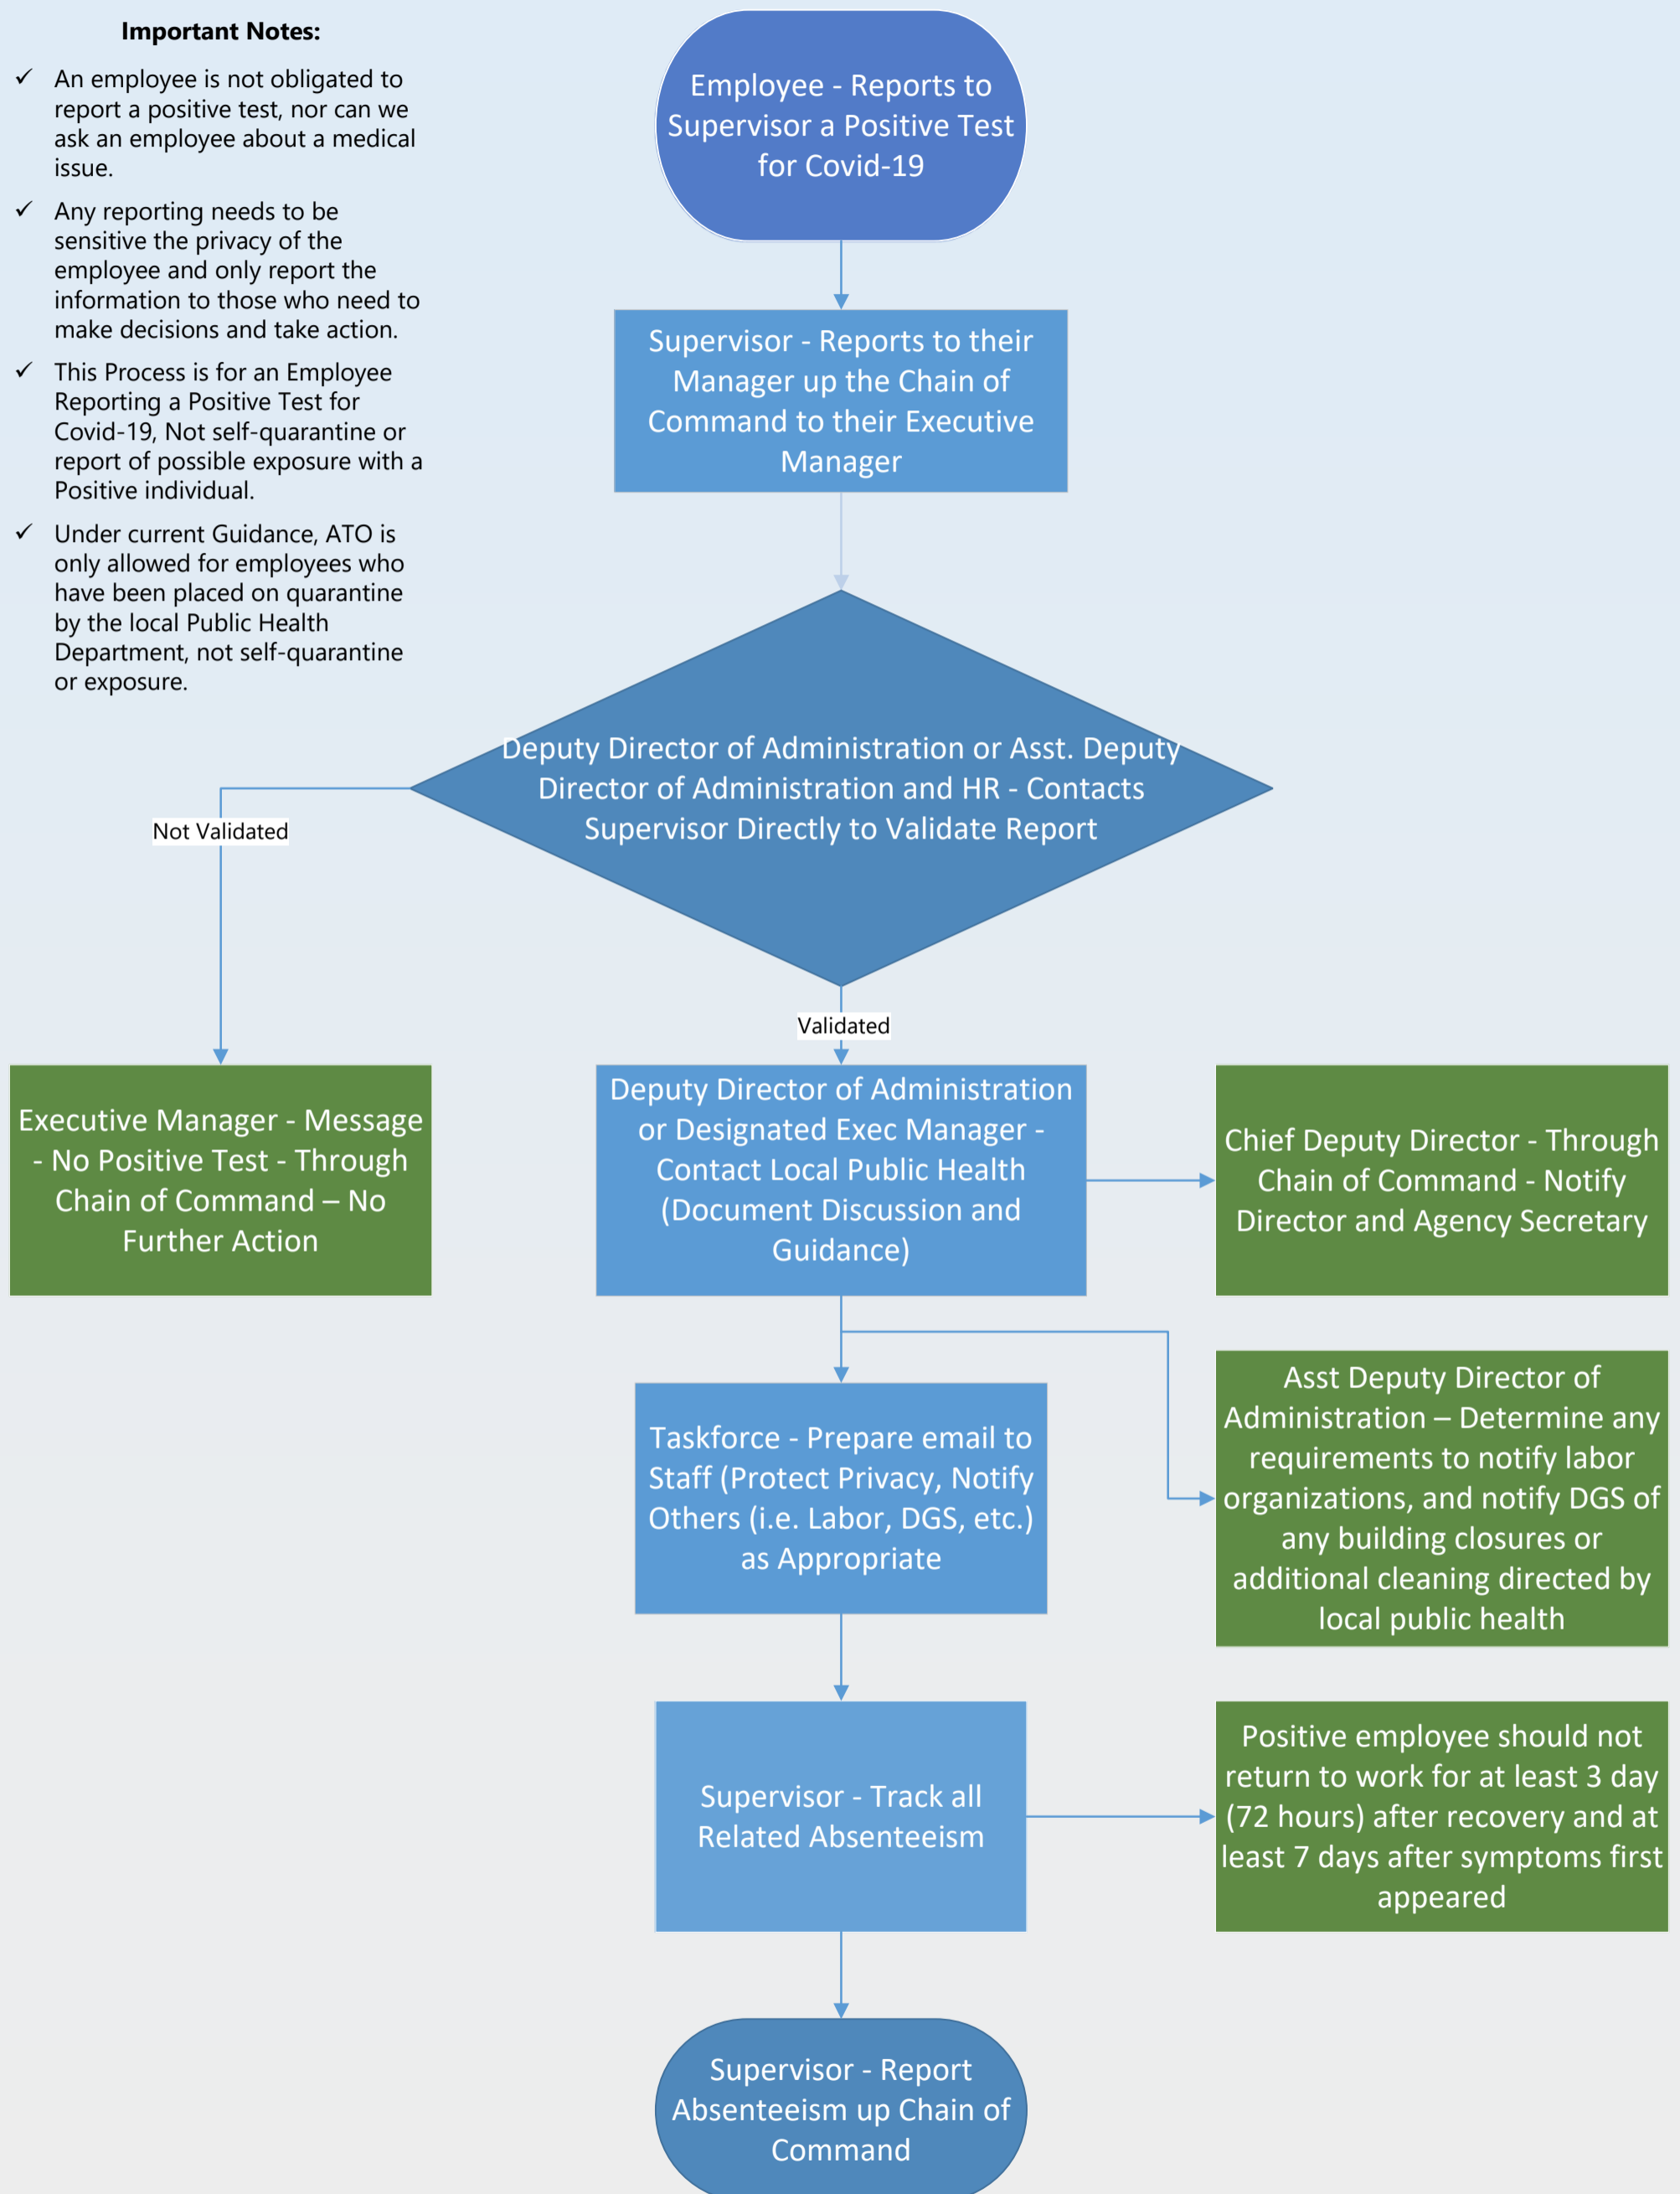 Important Notes:
✓ An employee is not obligated to
report a positive test, nor can we
ask an employee about a medical
issue.
✓ Any reporting needs to be
sensitive the privacy of the
employee and only report the
information to those who need to
make decisions and take action.
✓ This Process is for an Employee
Reporting a Positive Test for
Covid-19, Not self-quarantine or
report of possible exposure with a
Positive individual.
✓ Under current Guidance, ATO is
only allowed for employees who
have been placed on quarantine
by the local Public Health
Department, not self-quarantine
or exposure.
Employee - Reports to
Supervisor a Positive Test
for Covid-19
Supervisor - Reports to their
Manager up the Chain of
Command to their Executive
Manager
Deputy Director of Administration or Asst. Deputy
Director of Administration and HR - Contacts
Supervisor Directly to Validate Report
Not Validated
Validated
Executive Manager - Message
- No Positive Test - Through
Chain of Command – No
Further Action
Deputy Director of Administration
or Designated Exec Manager -
Contact Local Public Health
(Document Discussion and
Guidance)
Chief Deputy Director - Through
Chain of Command - Notify
Director and Agency Secretary
Taskforce - Prepare email to
Staff (Protect Privacy, Notify
Others (i.e. Labor, DGS, etc.)
as Appropriate
Asst Deputy Director of
Administration – Determine any
requirements to notify labor
organizations, and notify DGS of
any building closures or
additional cleaning directed by
local public health
Supervisor - Track all
Related Absenteeism
Positive employee should not
return to work for at least 3 day
(72 hours) after recovery and at
least 7 days after symptoms first
appeared
Supervisor - Report
Absenteeism up Chain of
Command